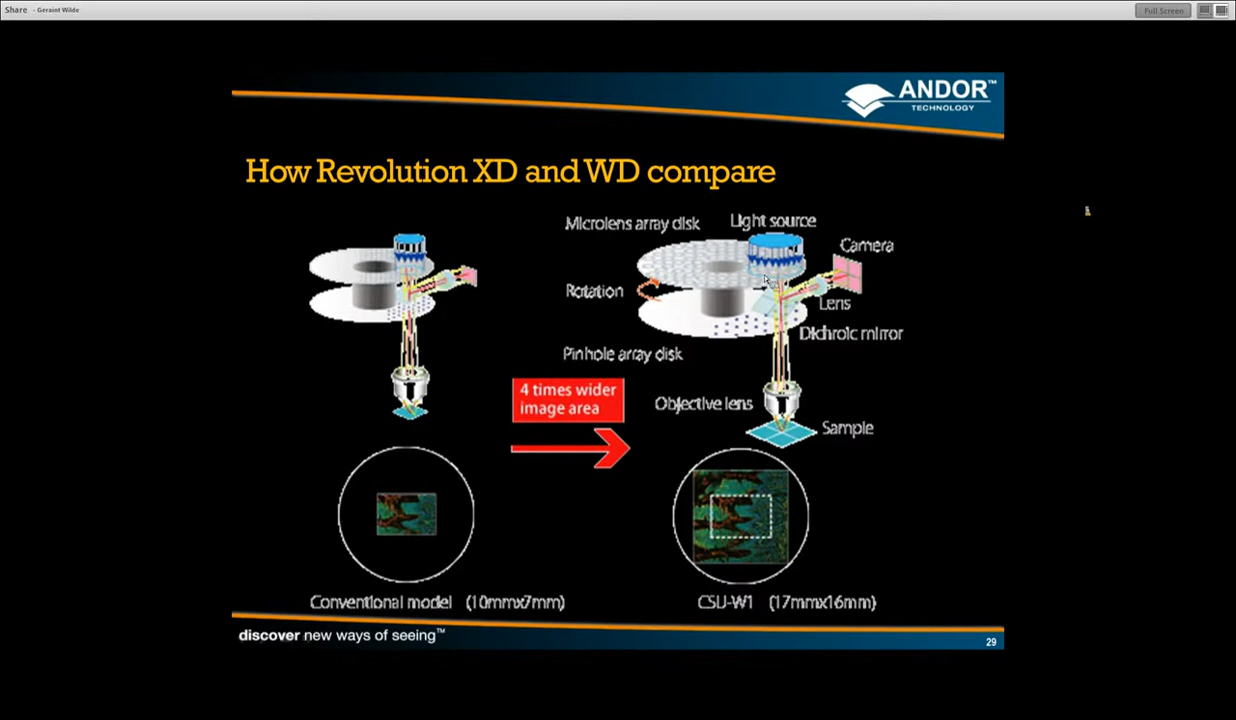 Share - Geraint Wilde
Full Screen
ANDOR™
TECHNOLOGY
How Revolution XD and WD compare
Microlens array disk
Light source
Camera
Rotation
Lens
Dichroic mirror
Pinhole array disk
4 times wider
image area
Objective lens
Sample
Conventional model (10mmx7mm)
CSU-W1 (17mmx16mm)
discover new ways of seeing™
29